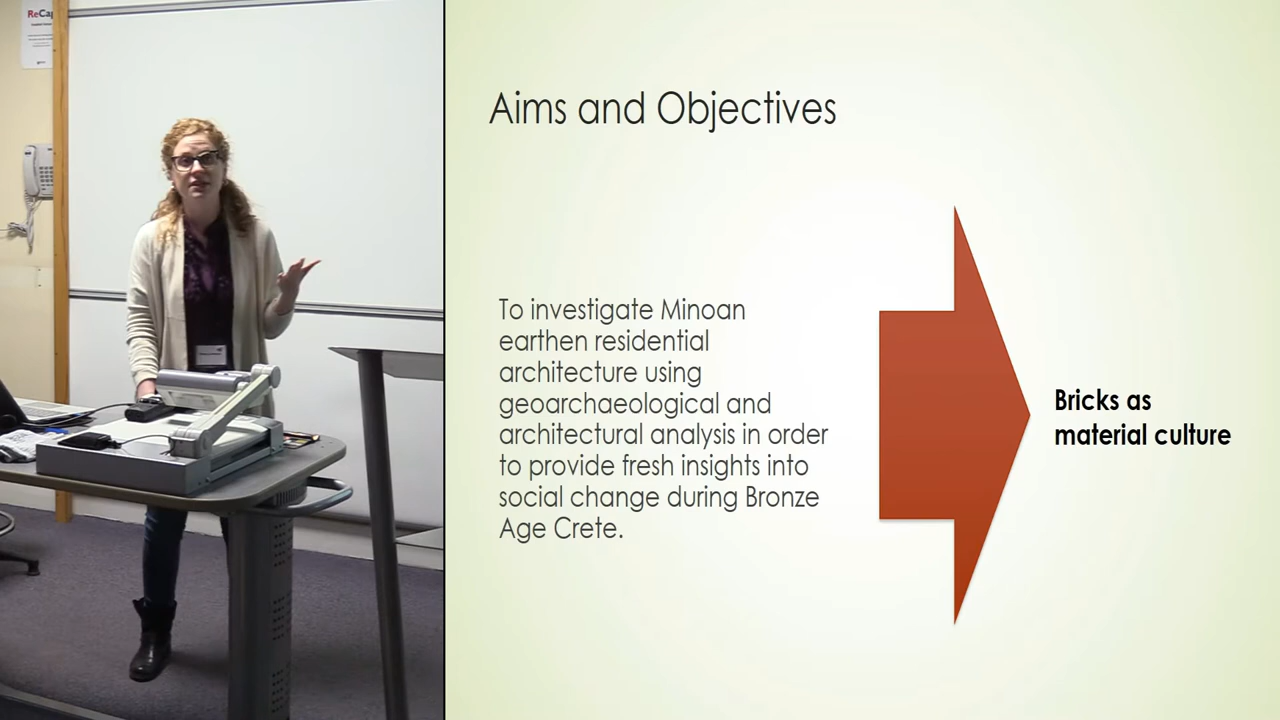 ReCap
Aims and Objectives
To investigate Minoan
earthen residential
architecture using
geoarchaeological and
architectural analysis in order
to provide fresh insights into
social change during Bronze
Age Crete.
Bricks as
material culture